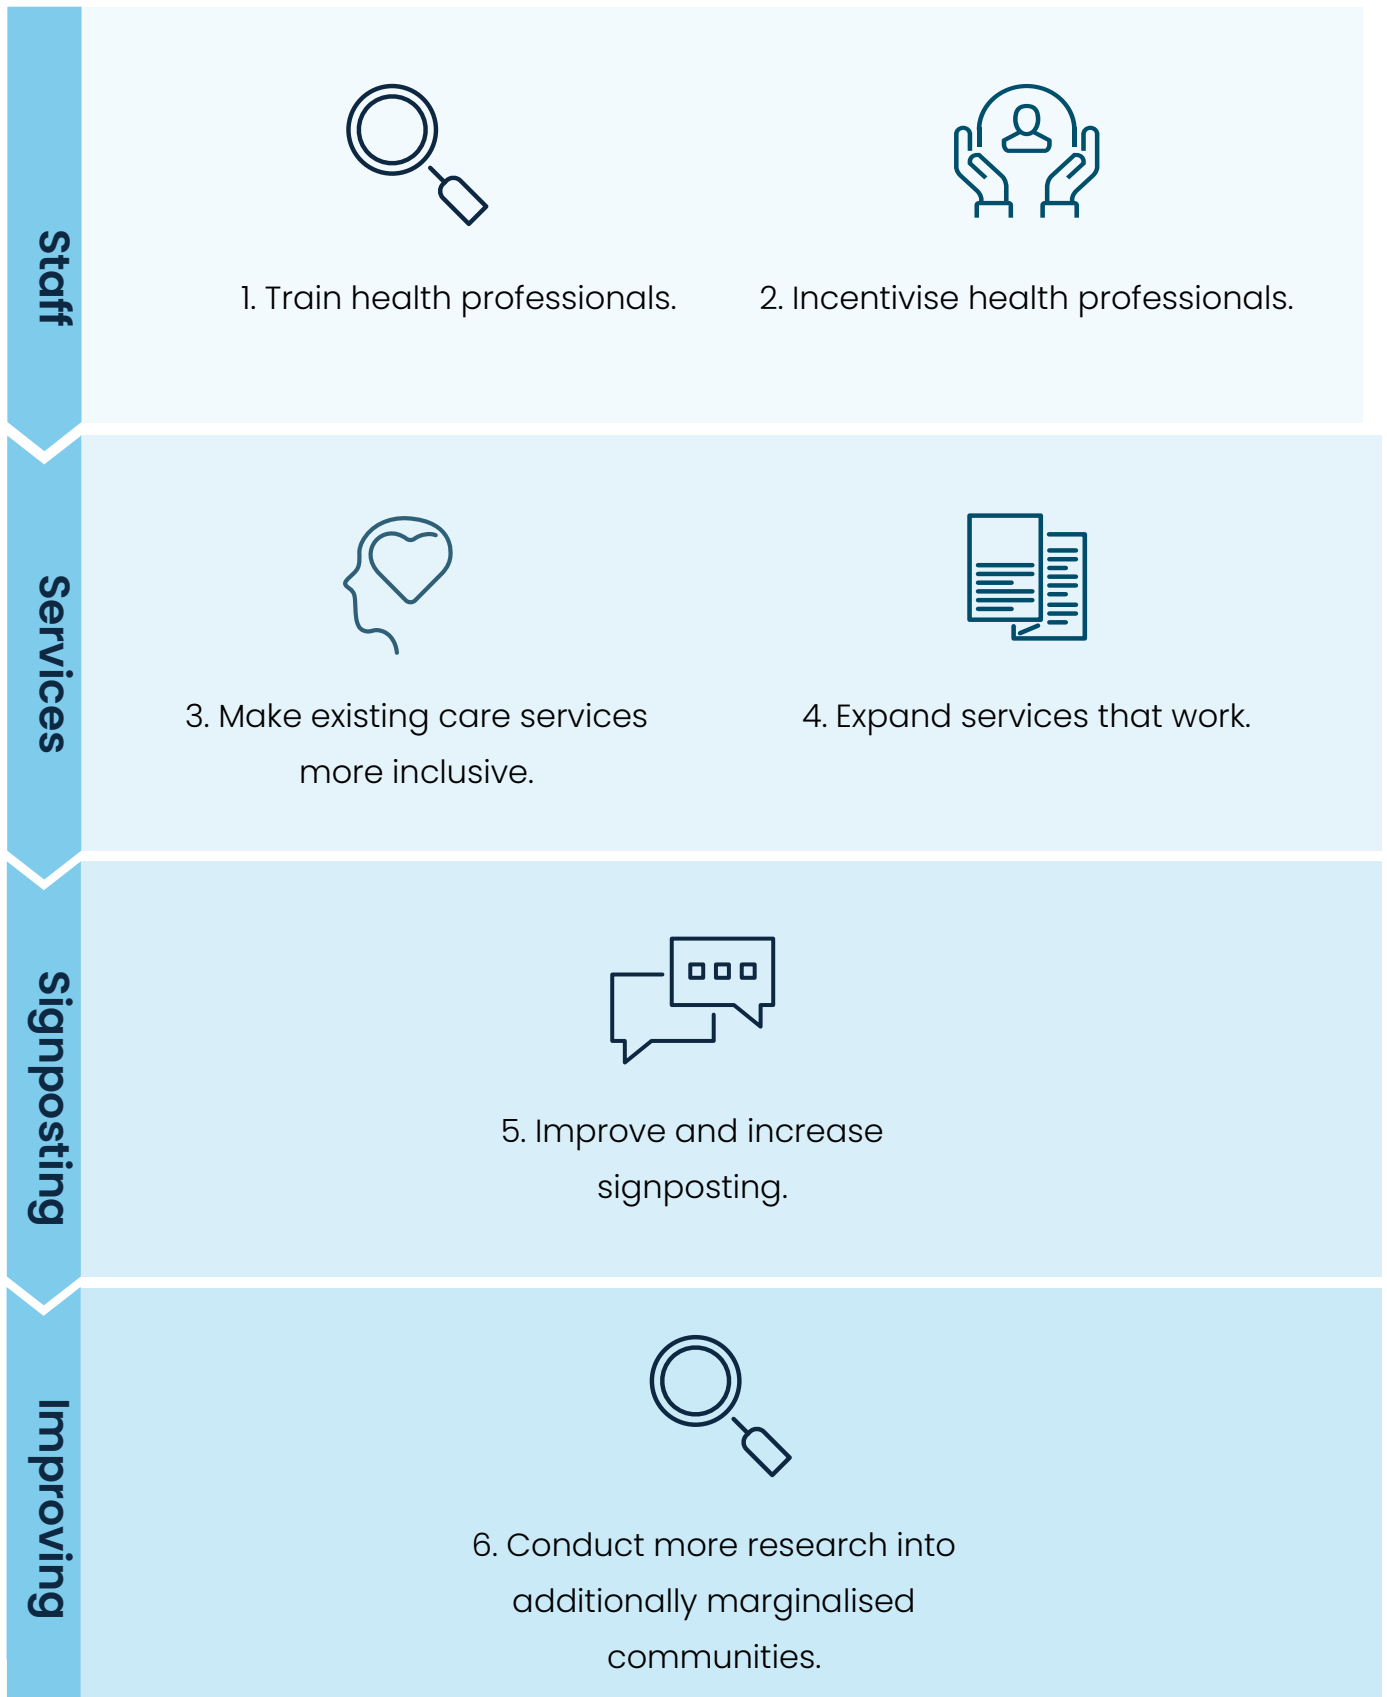 Staff
1. Train health professionals.
2. Incentivise health professionals.
Services
3. Make existing care services
more inclusive.
4. Expand services that work.
Signposting
5. Improve and increase
signposting.
Improving
6. Conduct more research into
additionally marginalised
communities.